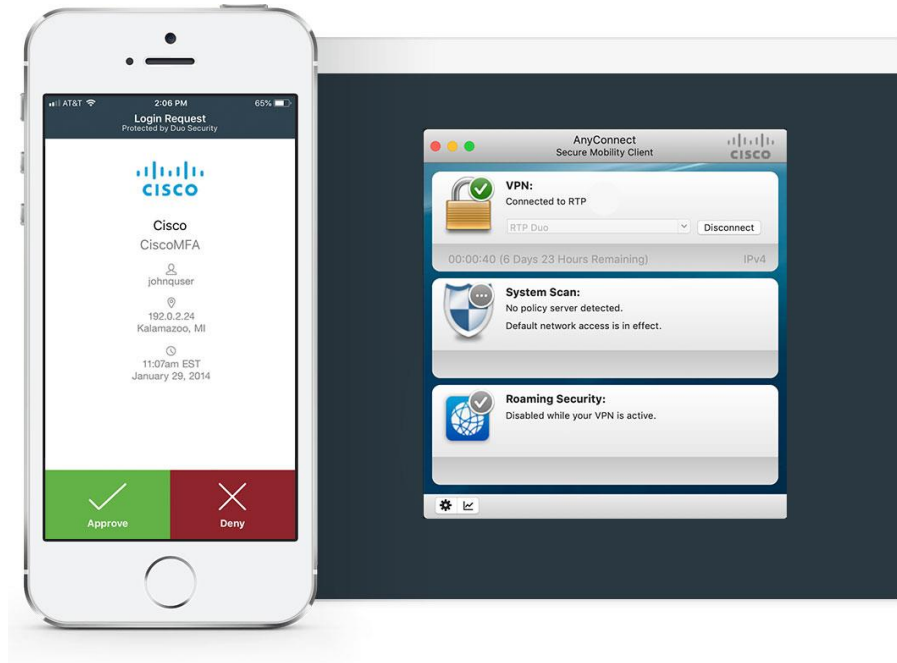 AT&T 2:06 PM 65%
Login Request
Protected by Duo Security
CISCO
Cisco
CiscoMFA
johnquser
192.0.2.24
Kalamazoo, MI
11:07am EST
January 29, 2014
Approve Deny
AnyConnect
Secure Mobility Client
CISCO
VPN:
Connected to RTP
RTP Duo Disconnect
00:00:40 (6 Days 23 Hours Remaining) IPv4
System Scan:
No policy server detected.
Default network access is in effect.
Roaming Security:
Disabled while your VPN is active.